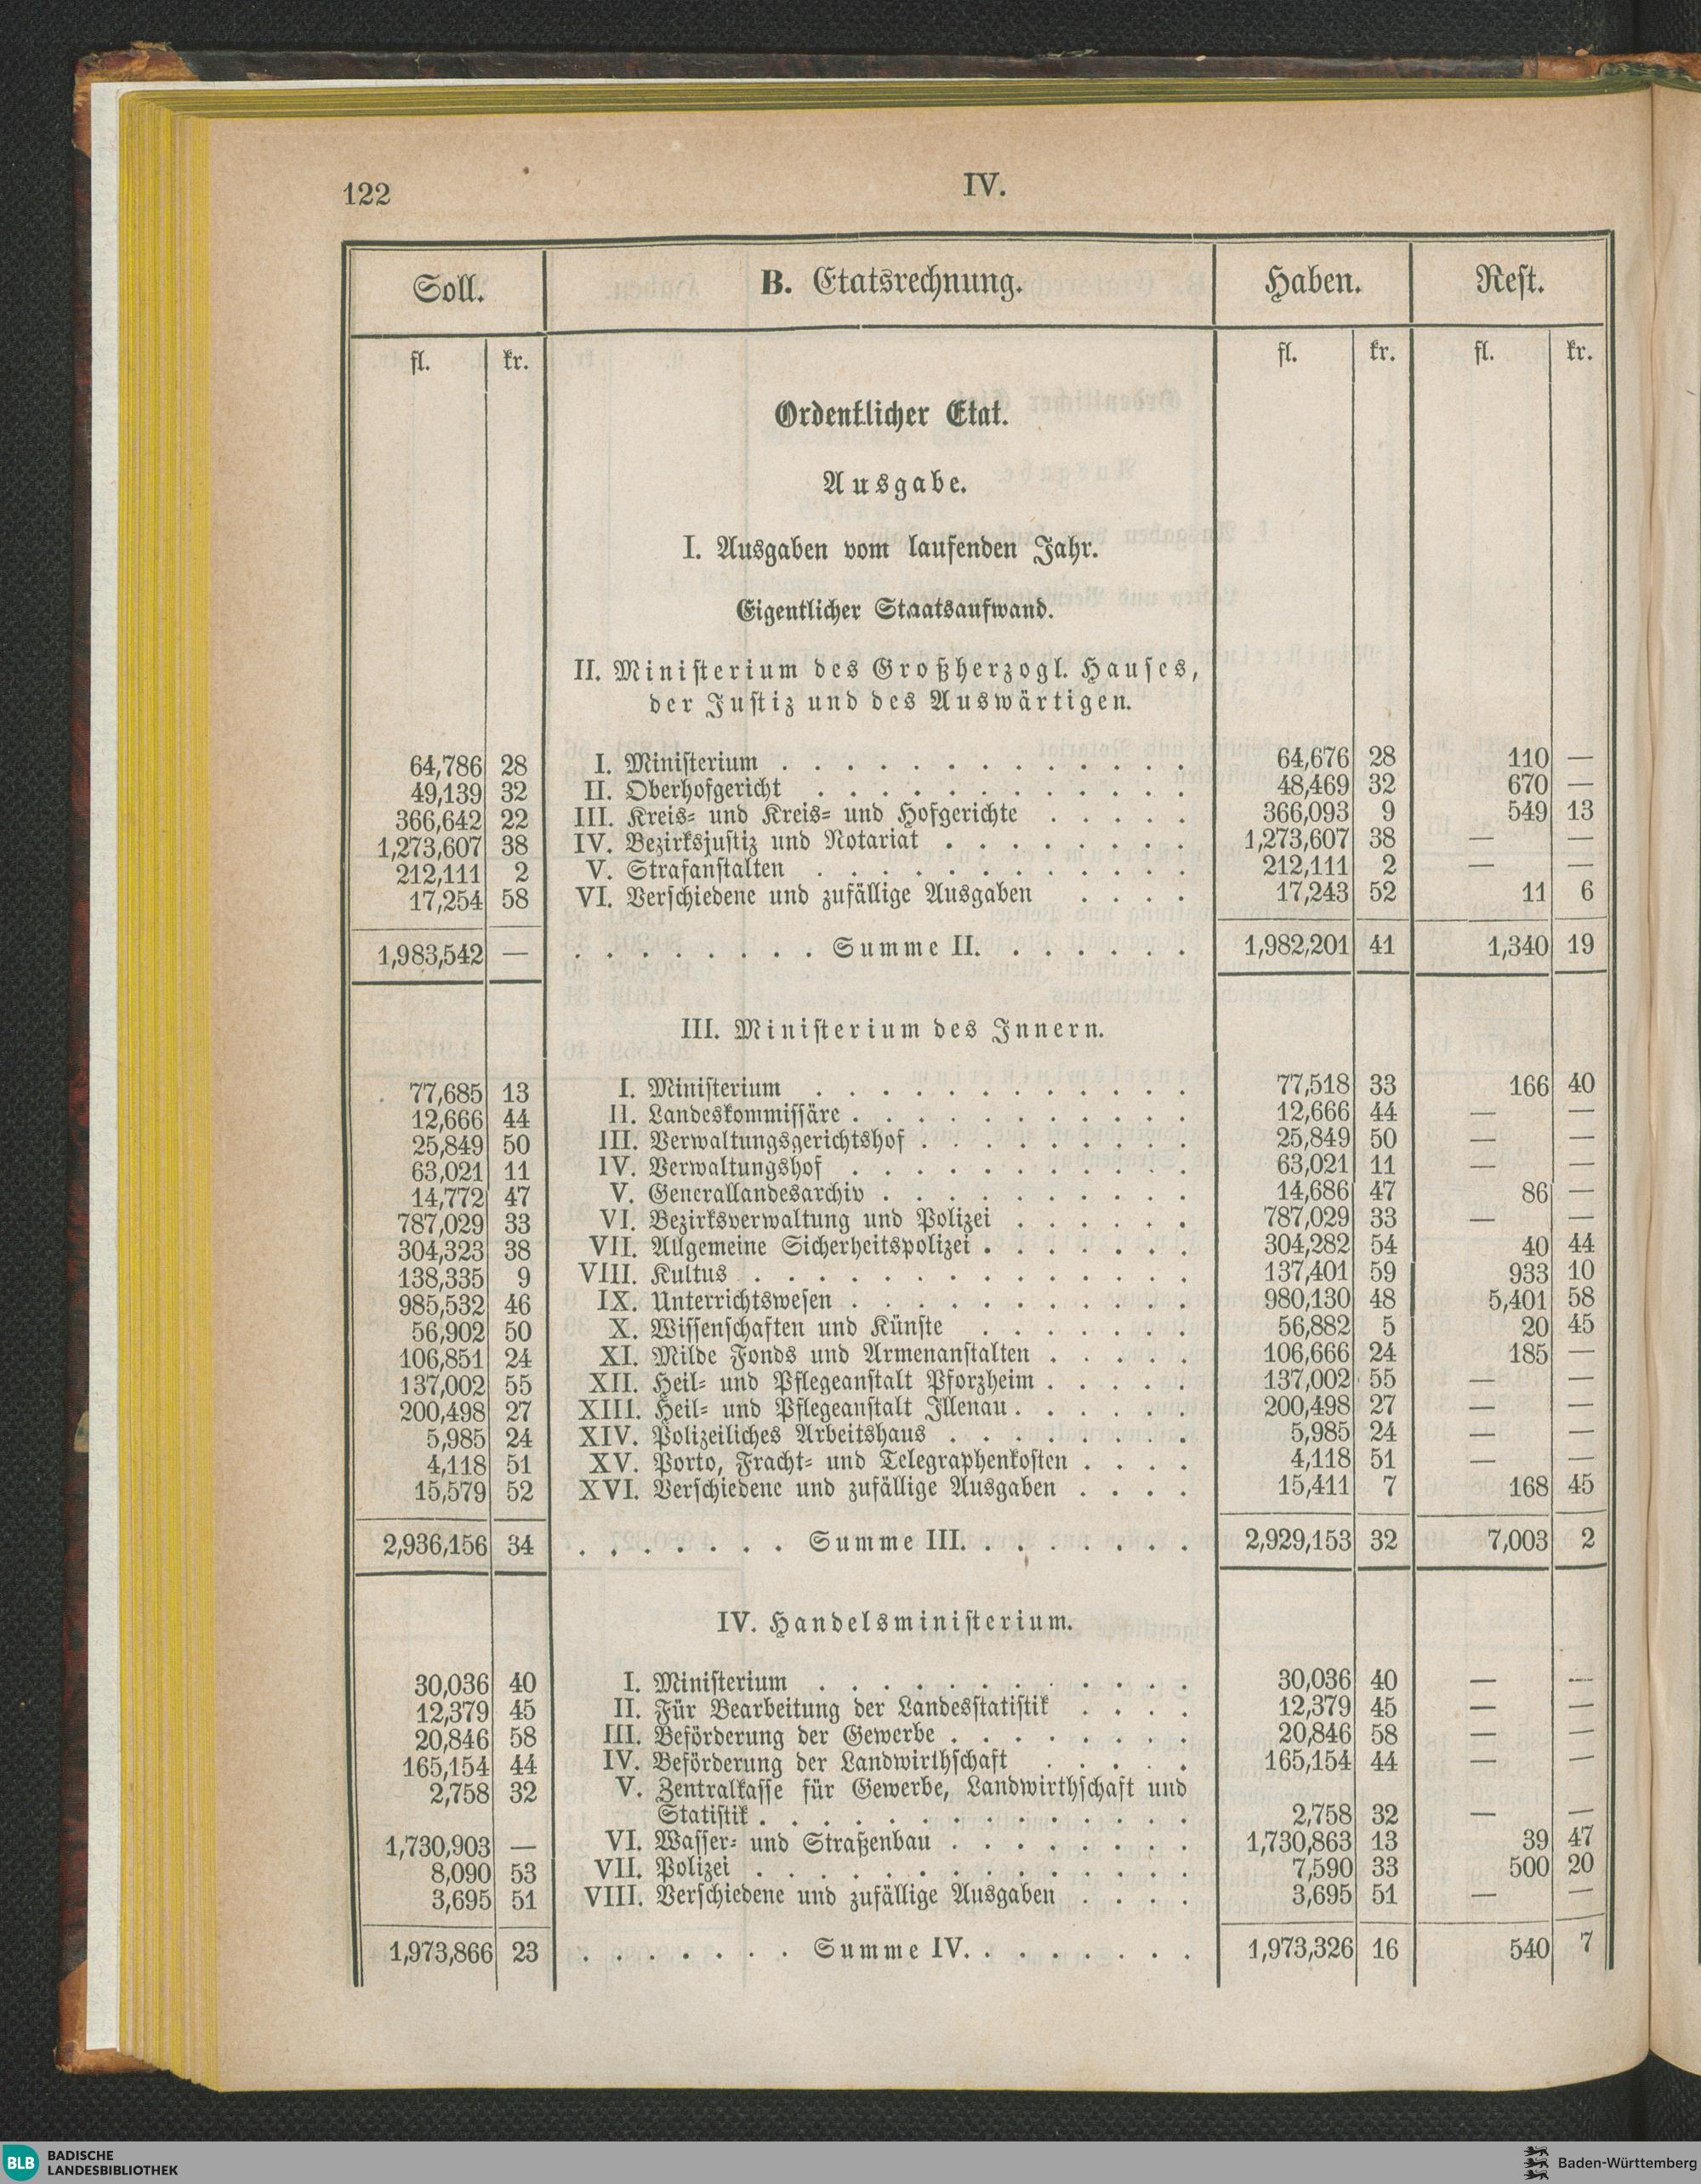 122
IV.
Soll. B. Etatsrechnung. Haben. Rest.
fl. kr. fl. kr. fl. kr.
Ordentlicher Etat.
Ausgabe.
I. Ausgaben vom laufenden Jahr.
Eigentlicher Staatsaufwand.
II. Ministerium des Großherzogl. Hauses,
der Justiz und des Auswärtigen.
64,786 28 I. Ministerium . . . . . . . . . . . . . 64,676 28 110 —
49,139 32 II. Oberhofgericht . . . . . . . . . . . . 48,469 32 670 —
366,642 22 III. Kreis- und Kreis- und Hofgerichte . . . . . 366,093 9 549 13
1,273,607 38 IV. Bezirksjustiz und Notariat . . . . . . . . 1,273,607 38 — —
212,111 2 V. Strafanstalten . . . . . . . . . . . . 212,111 2 — —
17,254 58 VI. Verschiedene und zufällige Ausgaben . . . . 17,243 52 11 6
1,983,542 — . . . . . . . . Summe II. . . . . . . 1,982,201 41 1,340 19
III. Ministerium des Innern.
77,685 13 I. Ministerium . . . . . . . . . . . . 77,518 33 166 40
12,666 44 II. Landeskommissäre . . . . . . . . . . . 12,666 44 — —
25,849 50 III. Verwaltungsgerichtshof . . . . . . . . . 25,849 50 — —
63,021 11 IV. Verwaltungshof . . . . . . . . . . . 63,021 11 — —
14,772 47 V. Generallandesarchiv . . . . . . . . . . 14,686 47 86 —
787,029 33 VI. Bezirksverwaltung und Polizei . . . . . . 787,029 33 — —
304,323 38 VII. Allgemeine Sicherheitspolizei . . . . . . . 304,282 54 40 44
138,335 9 VIII. Kultus . . . . . . . . . . . . . . 137,401 59 933 10
985,532 46 IX. Unterrichtswesen . . . . . . . . . . . 980,130 48 5,401 58
56,902 50 X. Wissenschaften und Künste . . . . . . . 56,882 5 20 45
106,851 24 XI. Milde Fonds und Armenanstalten . . . . . 106,666 24 185 —
137,002 55 XII. Heil- und Pflegeanstalt Pforzheim . . . . . 137,002 55 — —
200,498 27 XIII. Heil- und Pflegeanstalt Illenau . . . . . . 200,498 27 — —
5,985 24 XIV. Polizeiliches Arbeitshaus . . . . . . . . 5,985 24 — —
4,118 51 XV. Porto, Fracht- und Telegraphenkosten . . . . 4,118 51 — —
15,579 52 XVI. Verschiedene und zufällige Ausgaben . . . . 15,411 7 168 45
2,936,156 34 . . . . . . . Summe III. . . . . . . . 2,929,153 32 7,003 2
IV. Handelsministerium.
30,036 40 I. Ministerium . . . . . . . . . . . . 30,036 40 — —
12,379 45 II. Für Bearbeitung der Landesstatistik . . . . 12,379 45 — —
20,846 58 III. Beförderung der Gewerbe . . . . . . . . 20,846 58 — —
165,154 44 IV. Beförderung der Landwirthschaft . . . . . 165,154 44 — —
2,758 32 V. Zentralkasse für Gewerbe, Landwirthschaft und
Statistik . . . . . . . . . . . . . . 2,758 32 — —
1,730,903 — VI. Wasser- und Straßenbau . . . . . . . . 1,730,863 13 39 47
8,090 53 VII. Polizei . . . . . . . . . . . . . . 7,590 33 500 20
3,695 51 VIII. Verschiedene und zufällige Ausgaben . . . . 3,695 51 — —
1,973,866 23 . . . . . . . Summe IV. . . . . . . . 1,973,326 16 540 7
BLB BADISCHE
LANDESBIBLIOTHEK
Baden-Württemberg